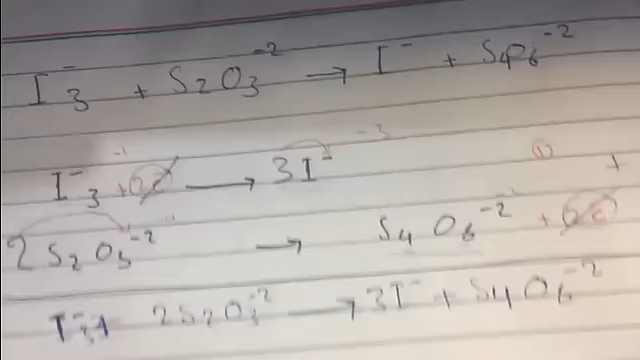 I₃⁻ + S₂O₃⁻² → I⁻ + S₄O₆⁻²
I₃⁻ + 2e⁻ → 3I⁻
2S₂O₃⁻² → S₄O₆⁻² + 2e⁻
I₃⁻ + 2S₂O₃⁻² → 3I⁻ + S₄O₆⁻²